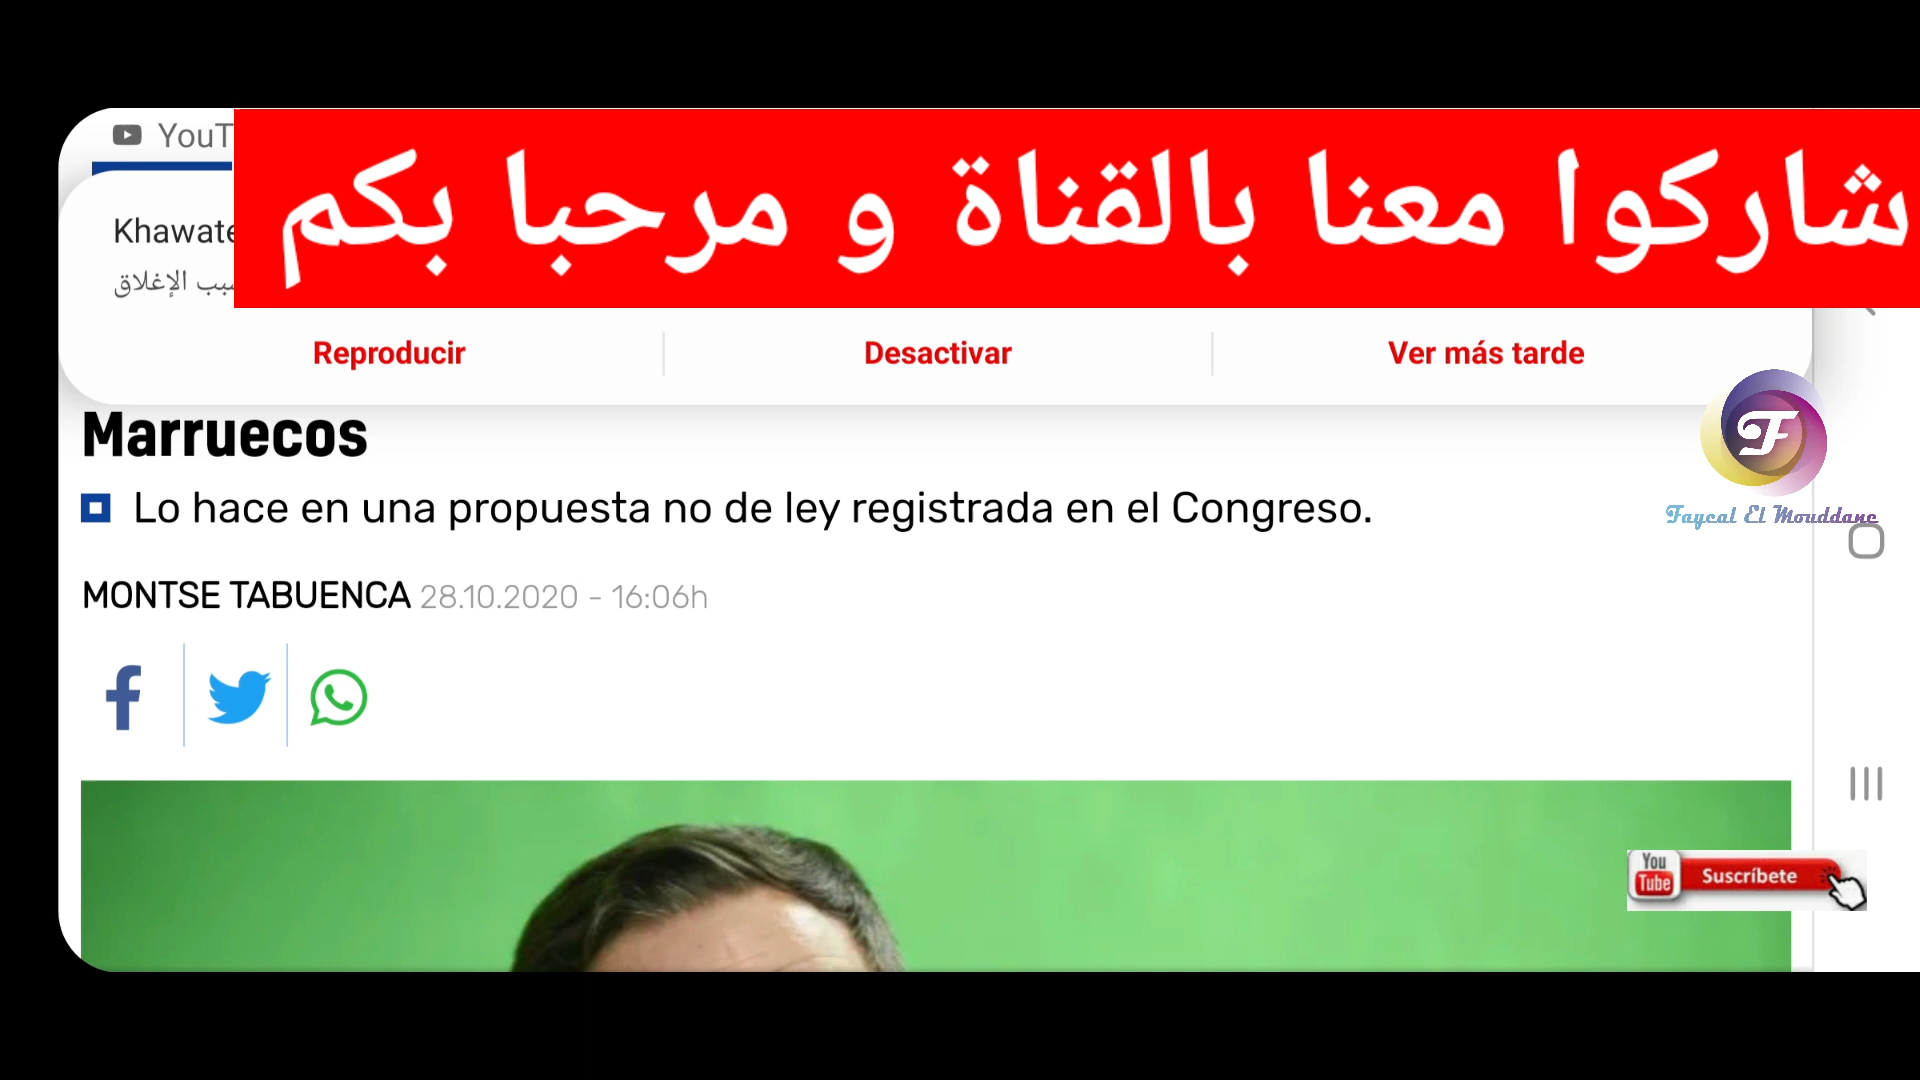 YouT
شاركوا معنا بالقناة و مرحبا بكم
Khawate
الإغلاق
Reproducir
Desactivar
Ver más tarde
Marruecos
Lo hace en una propuesta no de ley registrada en el Congreso.
MONTSE TABUENCA 28.10.2020 - 16:06h
F
Faycal El Mouddane
You
Tube
Suscríbete